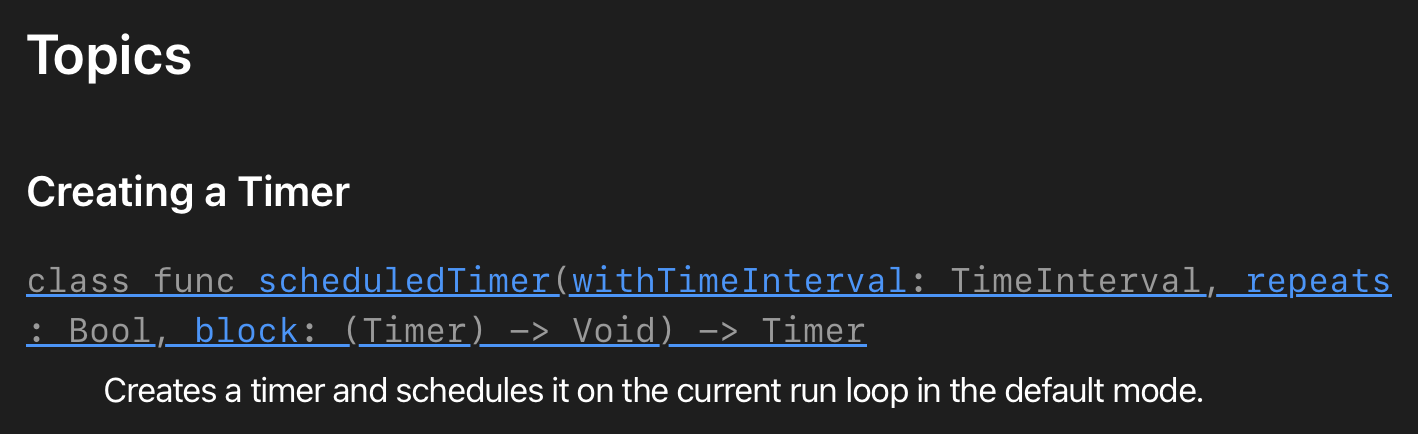 Topics
Creating a Timer
class func scheduledTimer(withTimeInterval: TimeInterval, repeats
: Bool, block: (Timer) -> Void) -> Timer
Creates a timer and schedules it on the current run loop in the default mode.